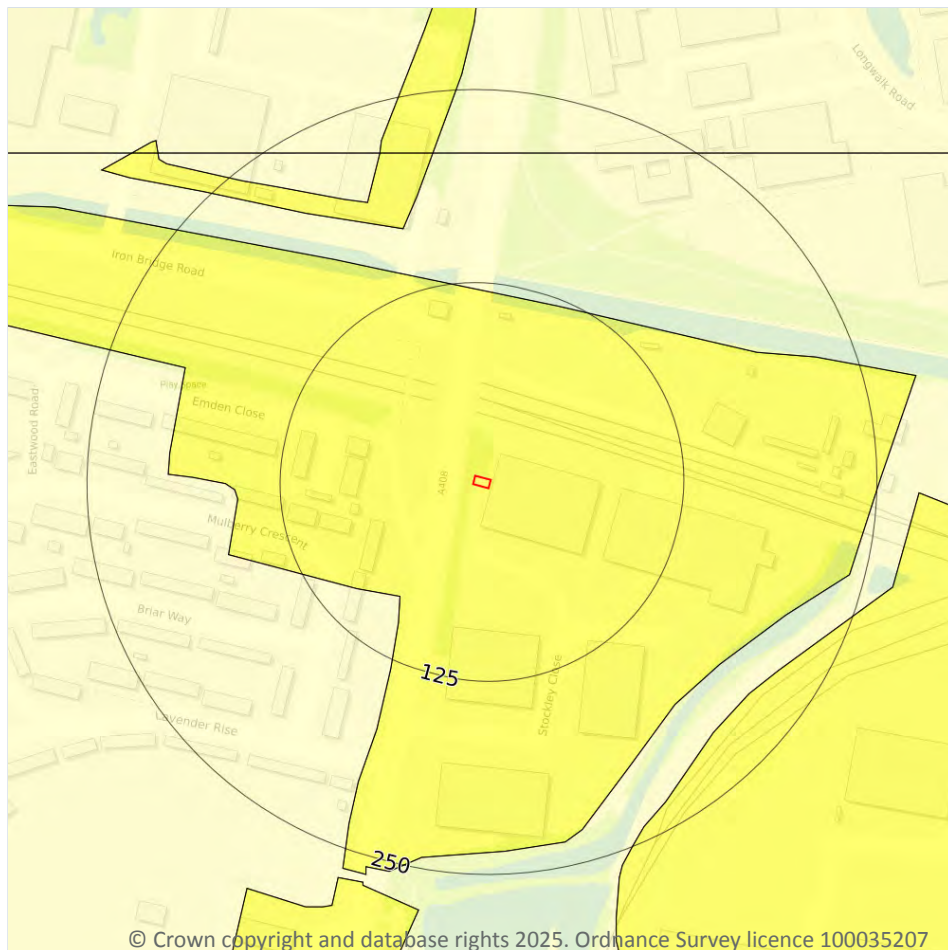 Longwalk Road
Iron Bridge Road
Play Space
Emden Close
Eastwood Road
A408
Mulberry Crescent
Briar Way
125
Stockley Close
Lavender Rise
250
© Crown copyright and database rights 2025. Ordnance Survey licence 100035207